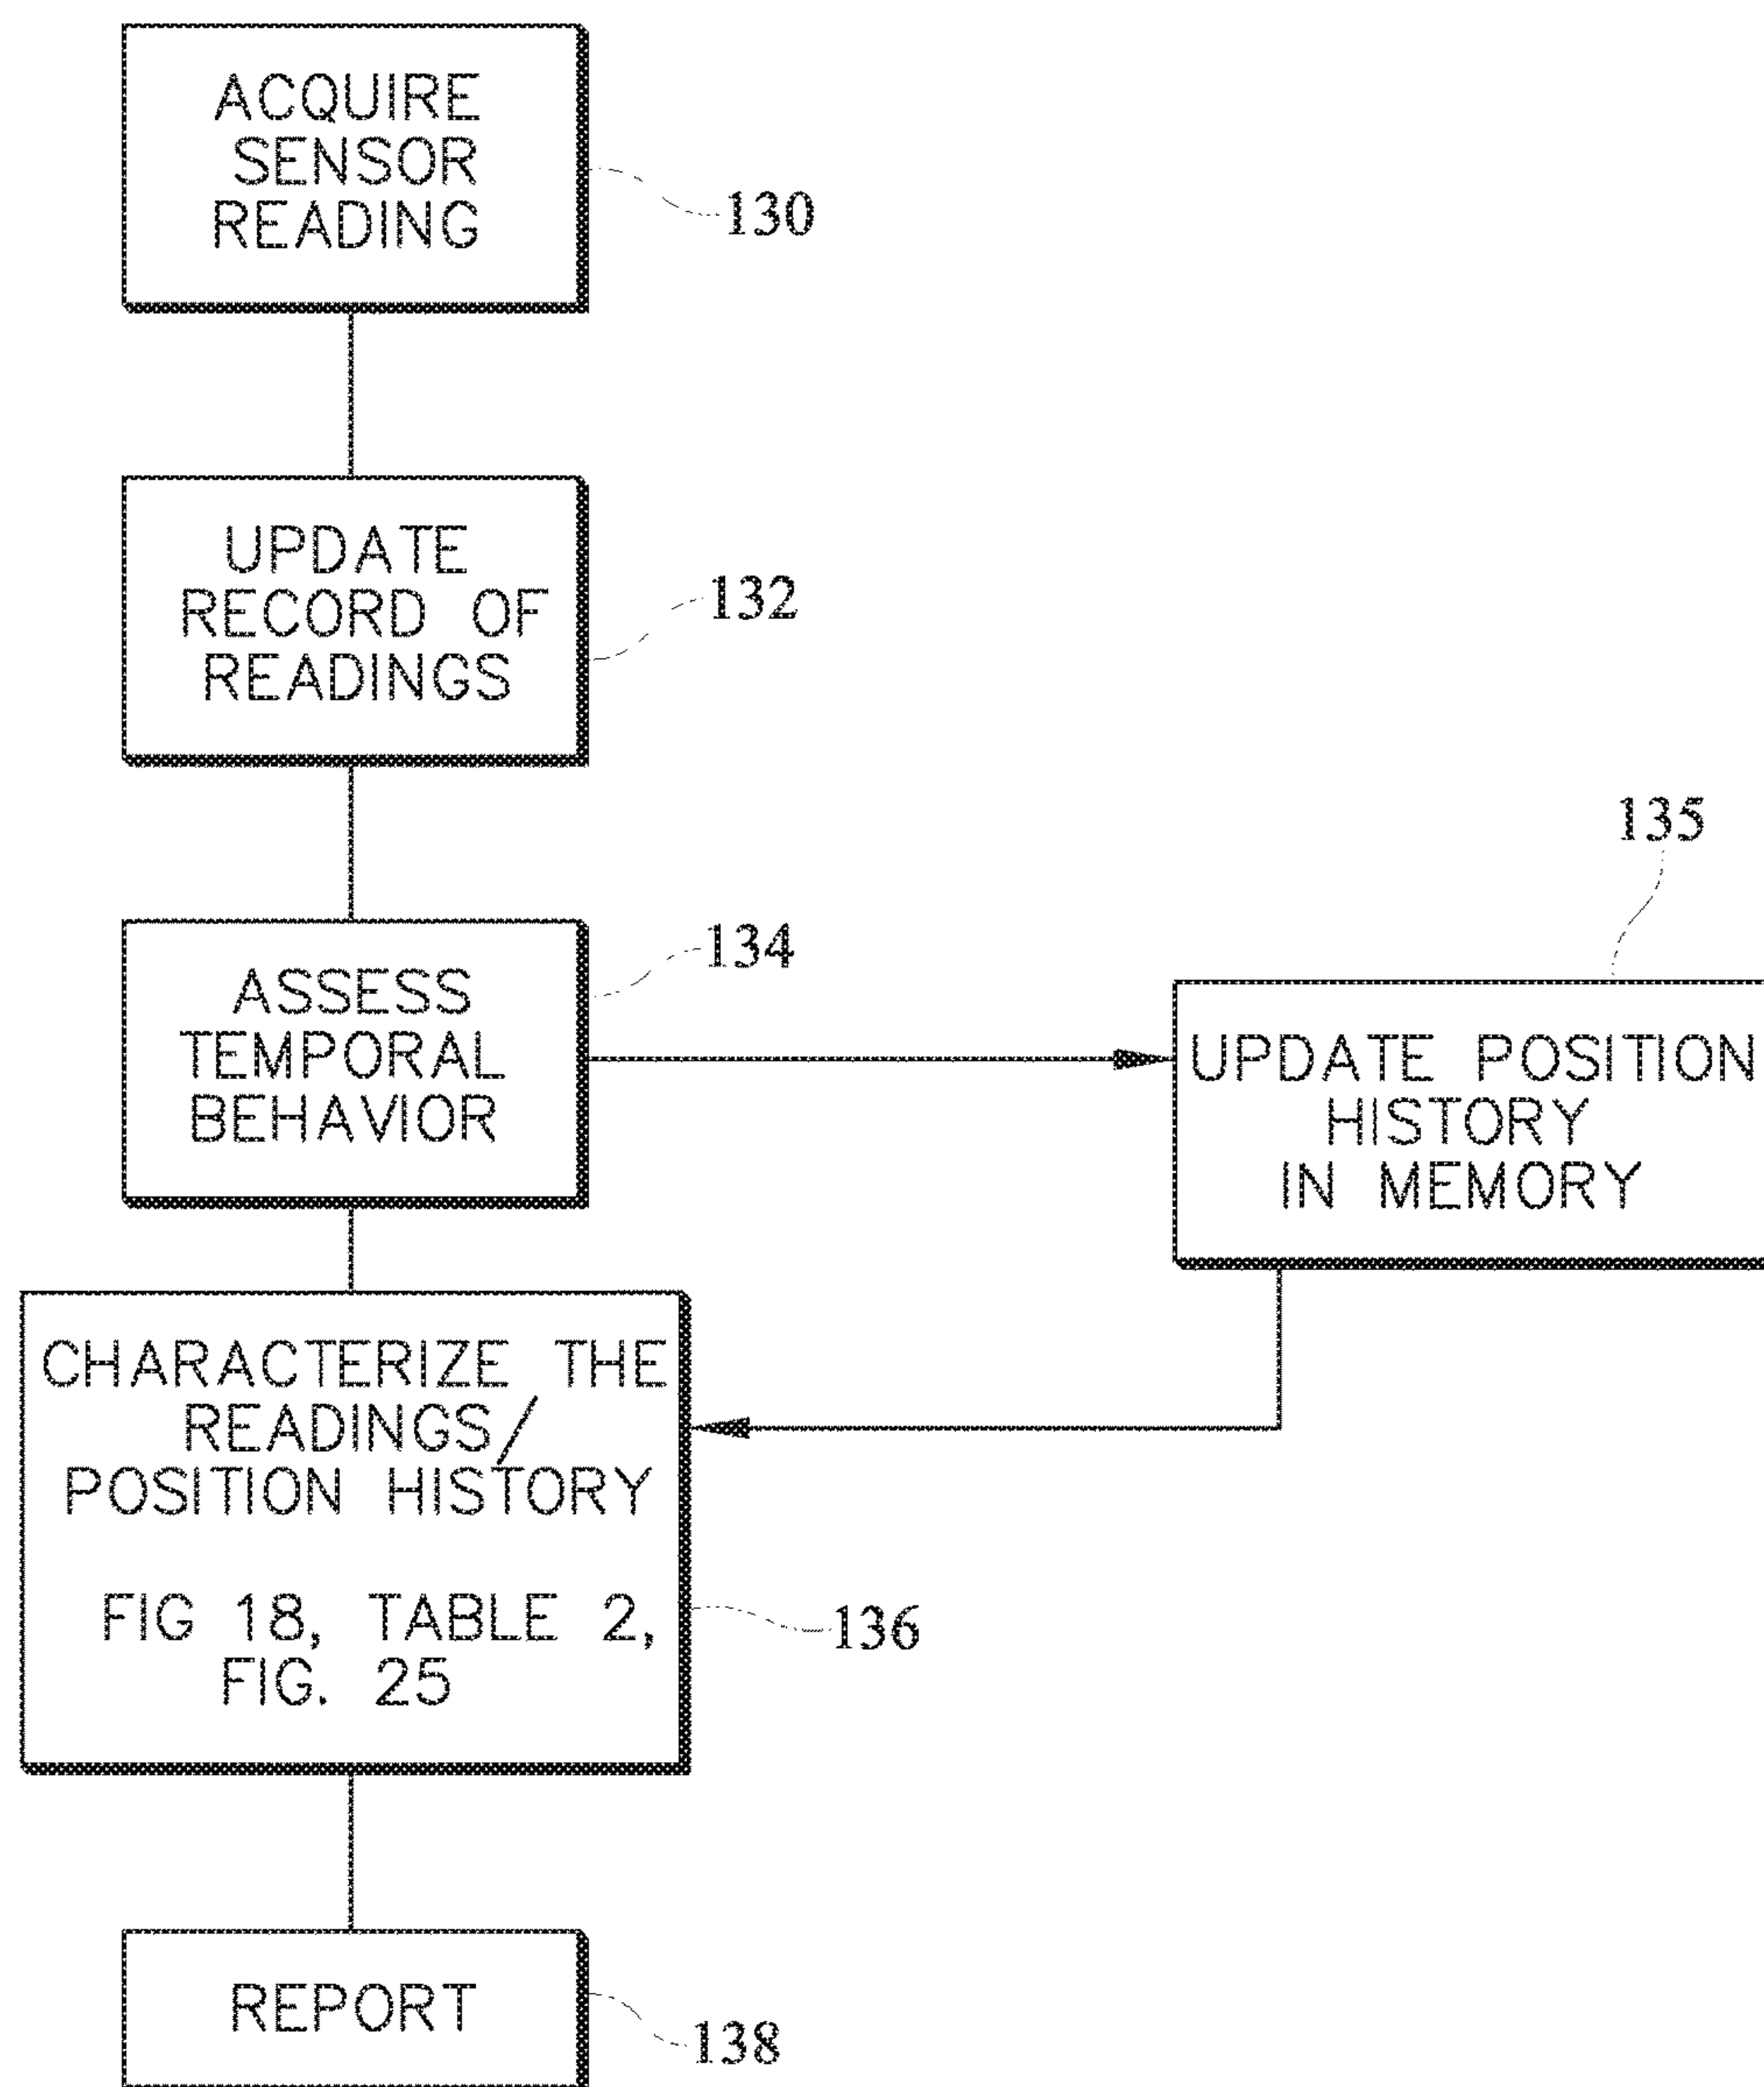 ACQUIRE
SENSOR
READING
130
UPDATE
RECORD OF
READINGS
132
ASSESS
TEMPORAL
BEHAVIOR
134
135
UPDATE POSITION
HISTORY
IN MEMORY
CHARACTERIZE THE
READINGS/
POSITION HISTORY
FIG 18, TABLE 2,
FIG. 25
136
REPORT
138